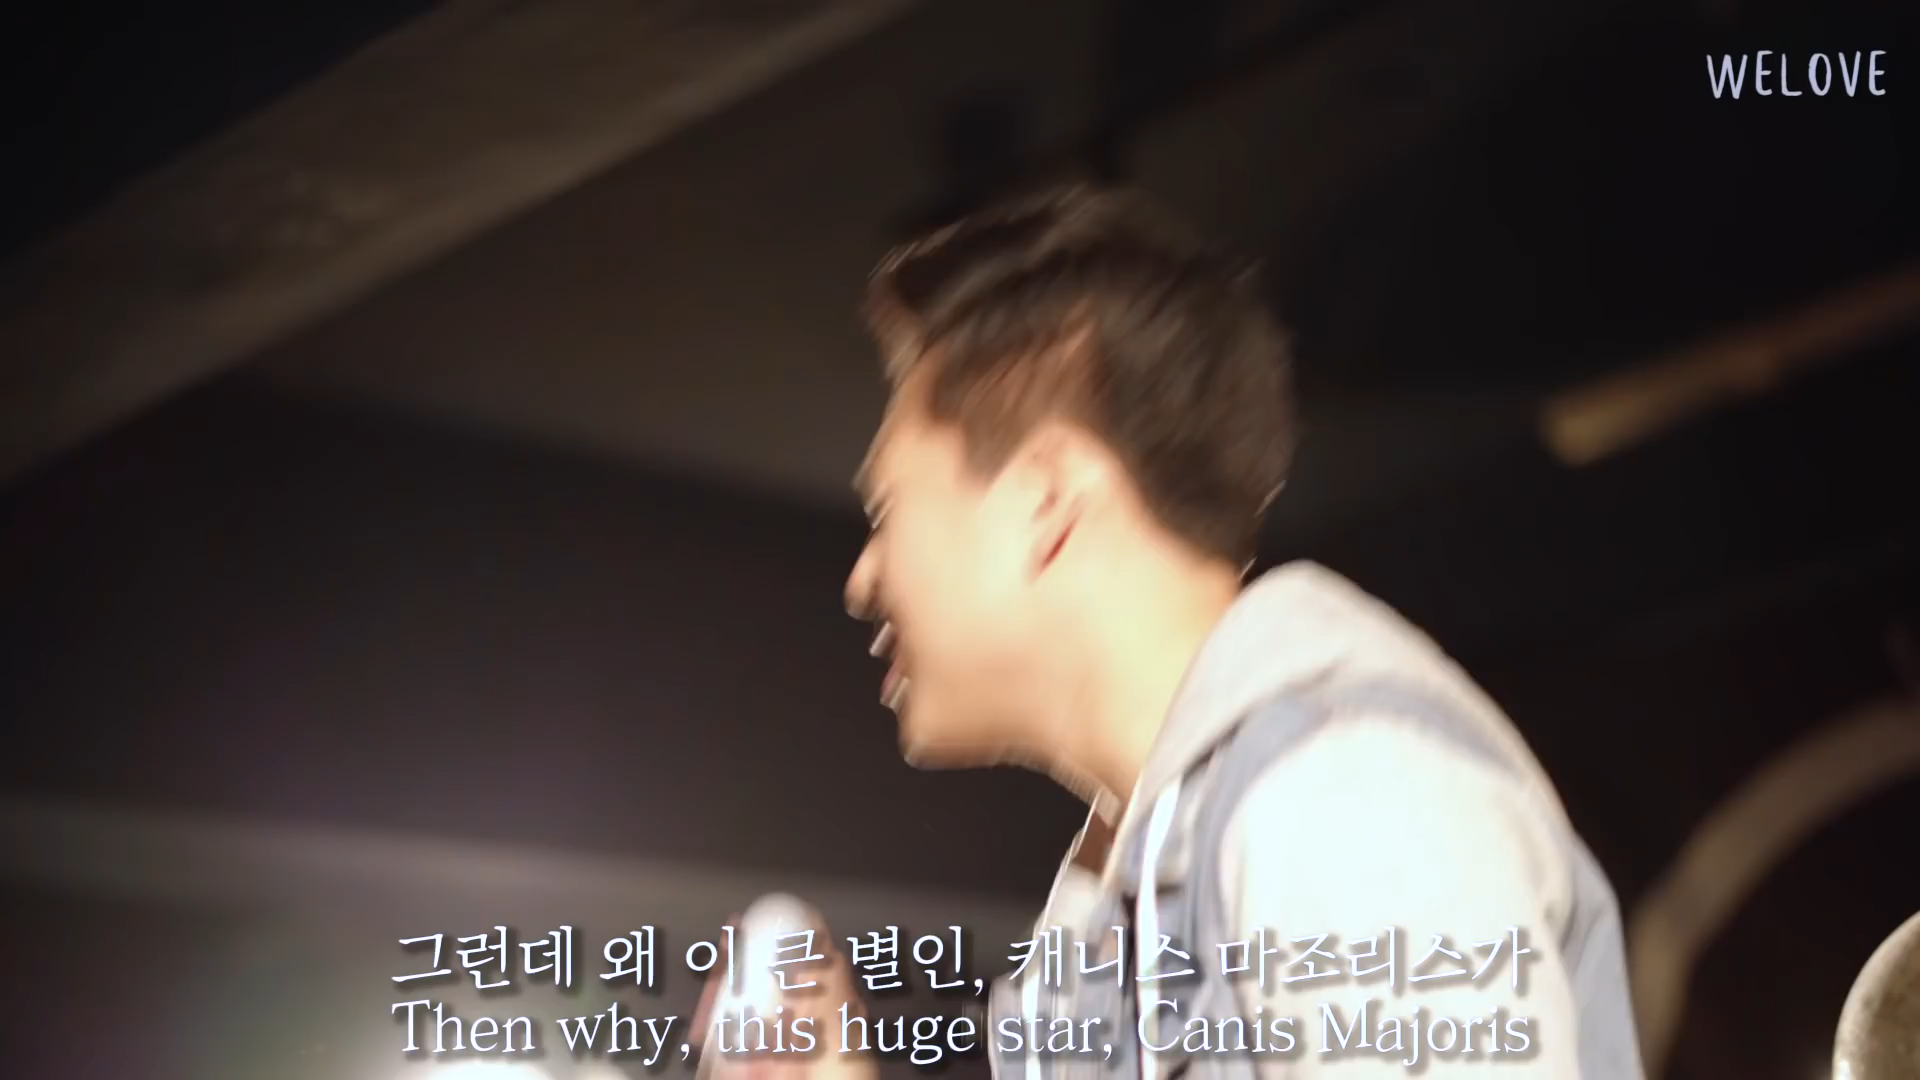 WELOVE
그런데 왜 이 큰 별인, 캐니스 마조리스가
Then why, this huge star, Canis Majoris